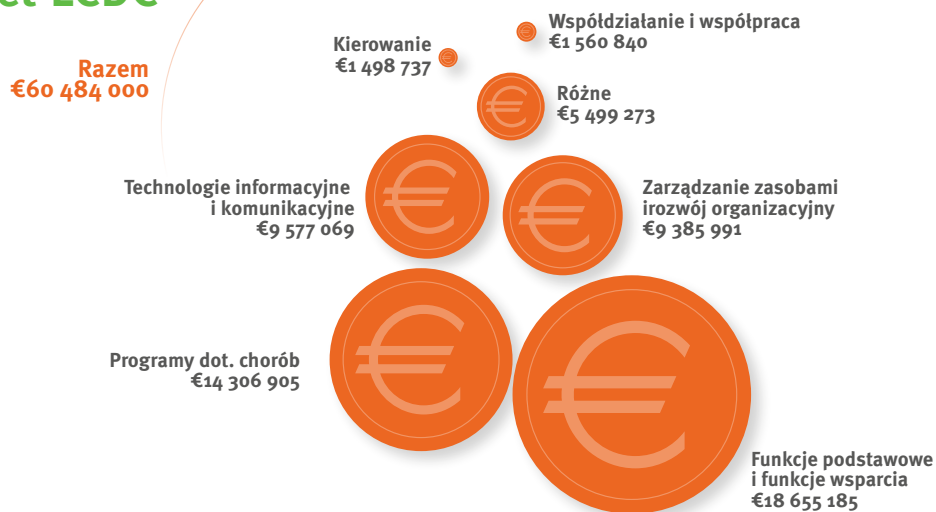 ECDC
Razem
€60 484 000
Współdziałanie i współpraca
€1 560 840
Kierowanie
€1 498 737
Różne
€5 499 273
Technologie informacyjne
i komunikacyjne
€9 577 069
Zarządzanie zasobami
irozwój organizacyjny
€9 385 991
Programy dot. chorób
€14 306 905
Funkcje podstawowe
i funkcje wsparcia
€18 655 185